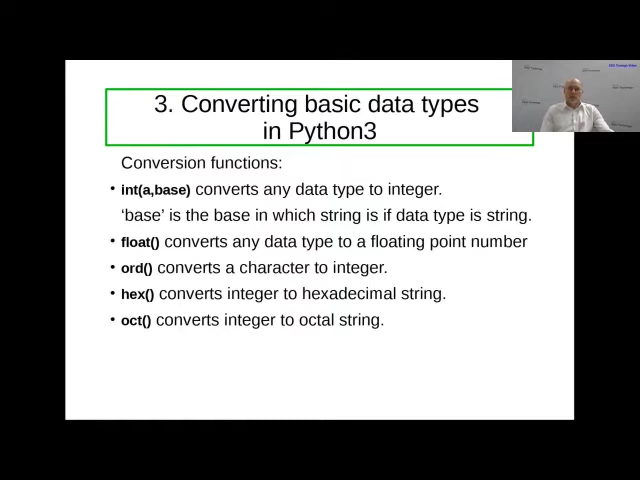 3. Converting basic data types
in Python3
Conversion functions:
• int(a,base) converts any data type to integer.
‘base’ is the base in which string is if data type is string.
• float() converts any data type to a floating point number
• ord() converts a character to integer.
• hex() converts integer to hexadecimal string.
• oct() converts integer to octal string.